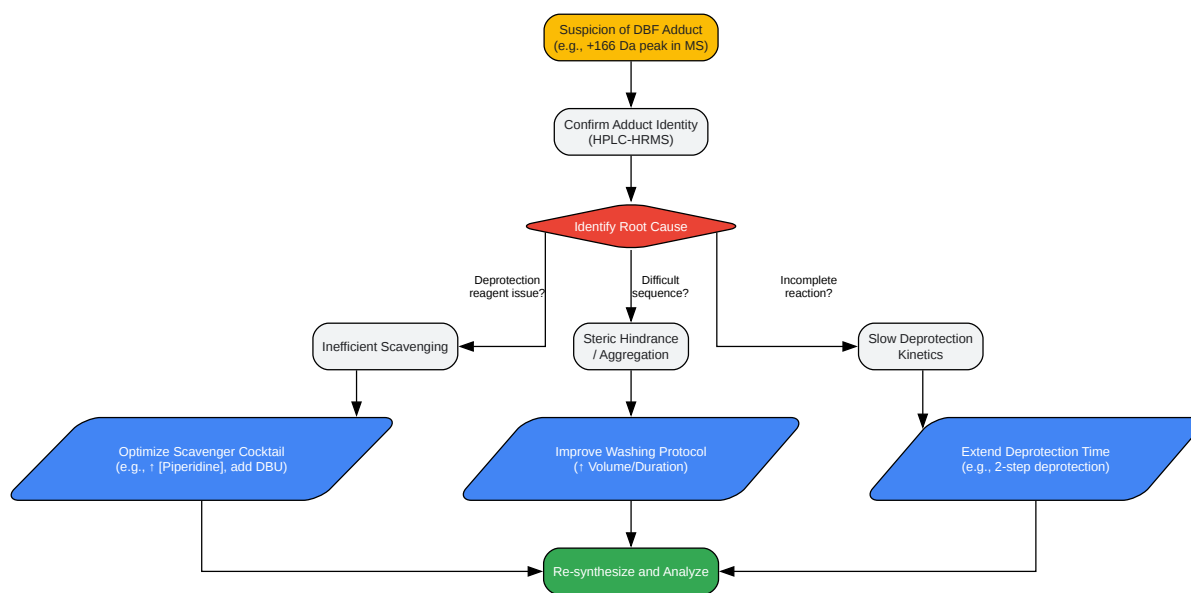 Suspicion of DBF Adduct
(e.g., +166 Da peak in MS)
Confirm Adduct Identity
(HPLC-HRMS)
Identify Root Cause
Deprotection
reagent issue?
Difficult
sequence?
Incomplete
reaction?
Inefficient Scavenging
Steric Hindrance
/ Aggregation
Slow Deprotection
Kinetics
Optimize Scavenger Cocktail
(e.g., ↑ [Piperidine], add DBU)
Improve Washing Protocol
(↑ Volume/Duration)
Extend Deprotection Time
(e.g., 2-step deprotection)
Re-synthesize and Analyze